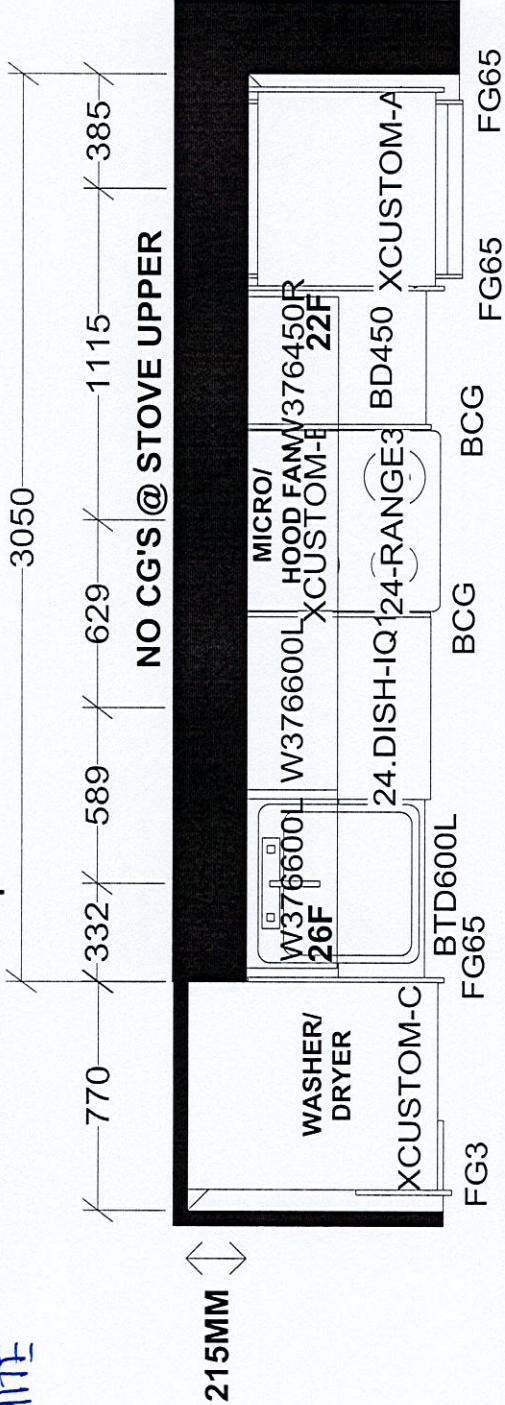 3050
770
332
589
629
1115
385
NO CG'S @ STOVE UPPER
215MM
WASHER/
DRYER
XCUSTOM-C
FG3
W376600L
26F
BTD600L
FG65
W376600L
24.DISH-IQ1
BCG
MICRO/
HOOD FAN
XCUSTOM-B
24-RANGE3
BCG
W376450R
22F
BD450
FG65
XCUSTOM-A
FG65